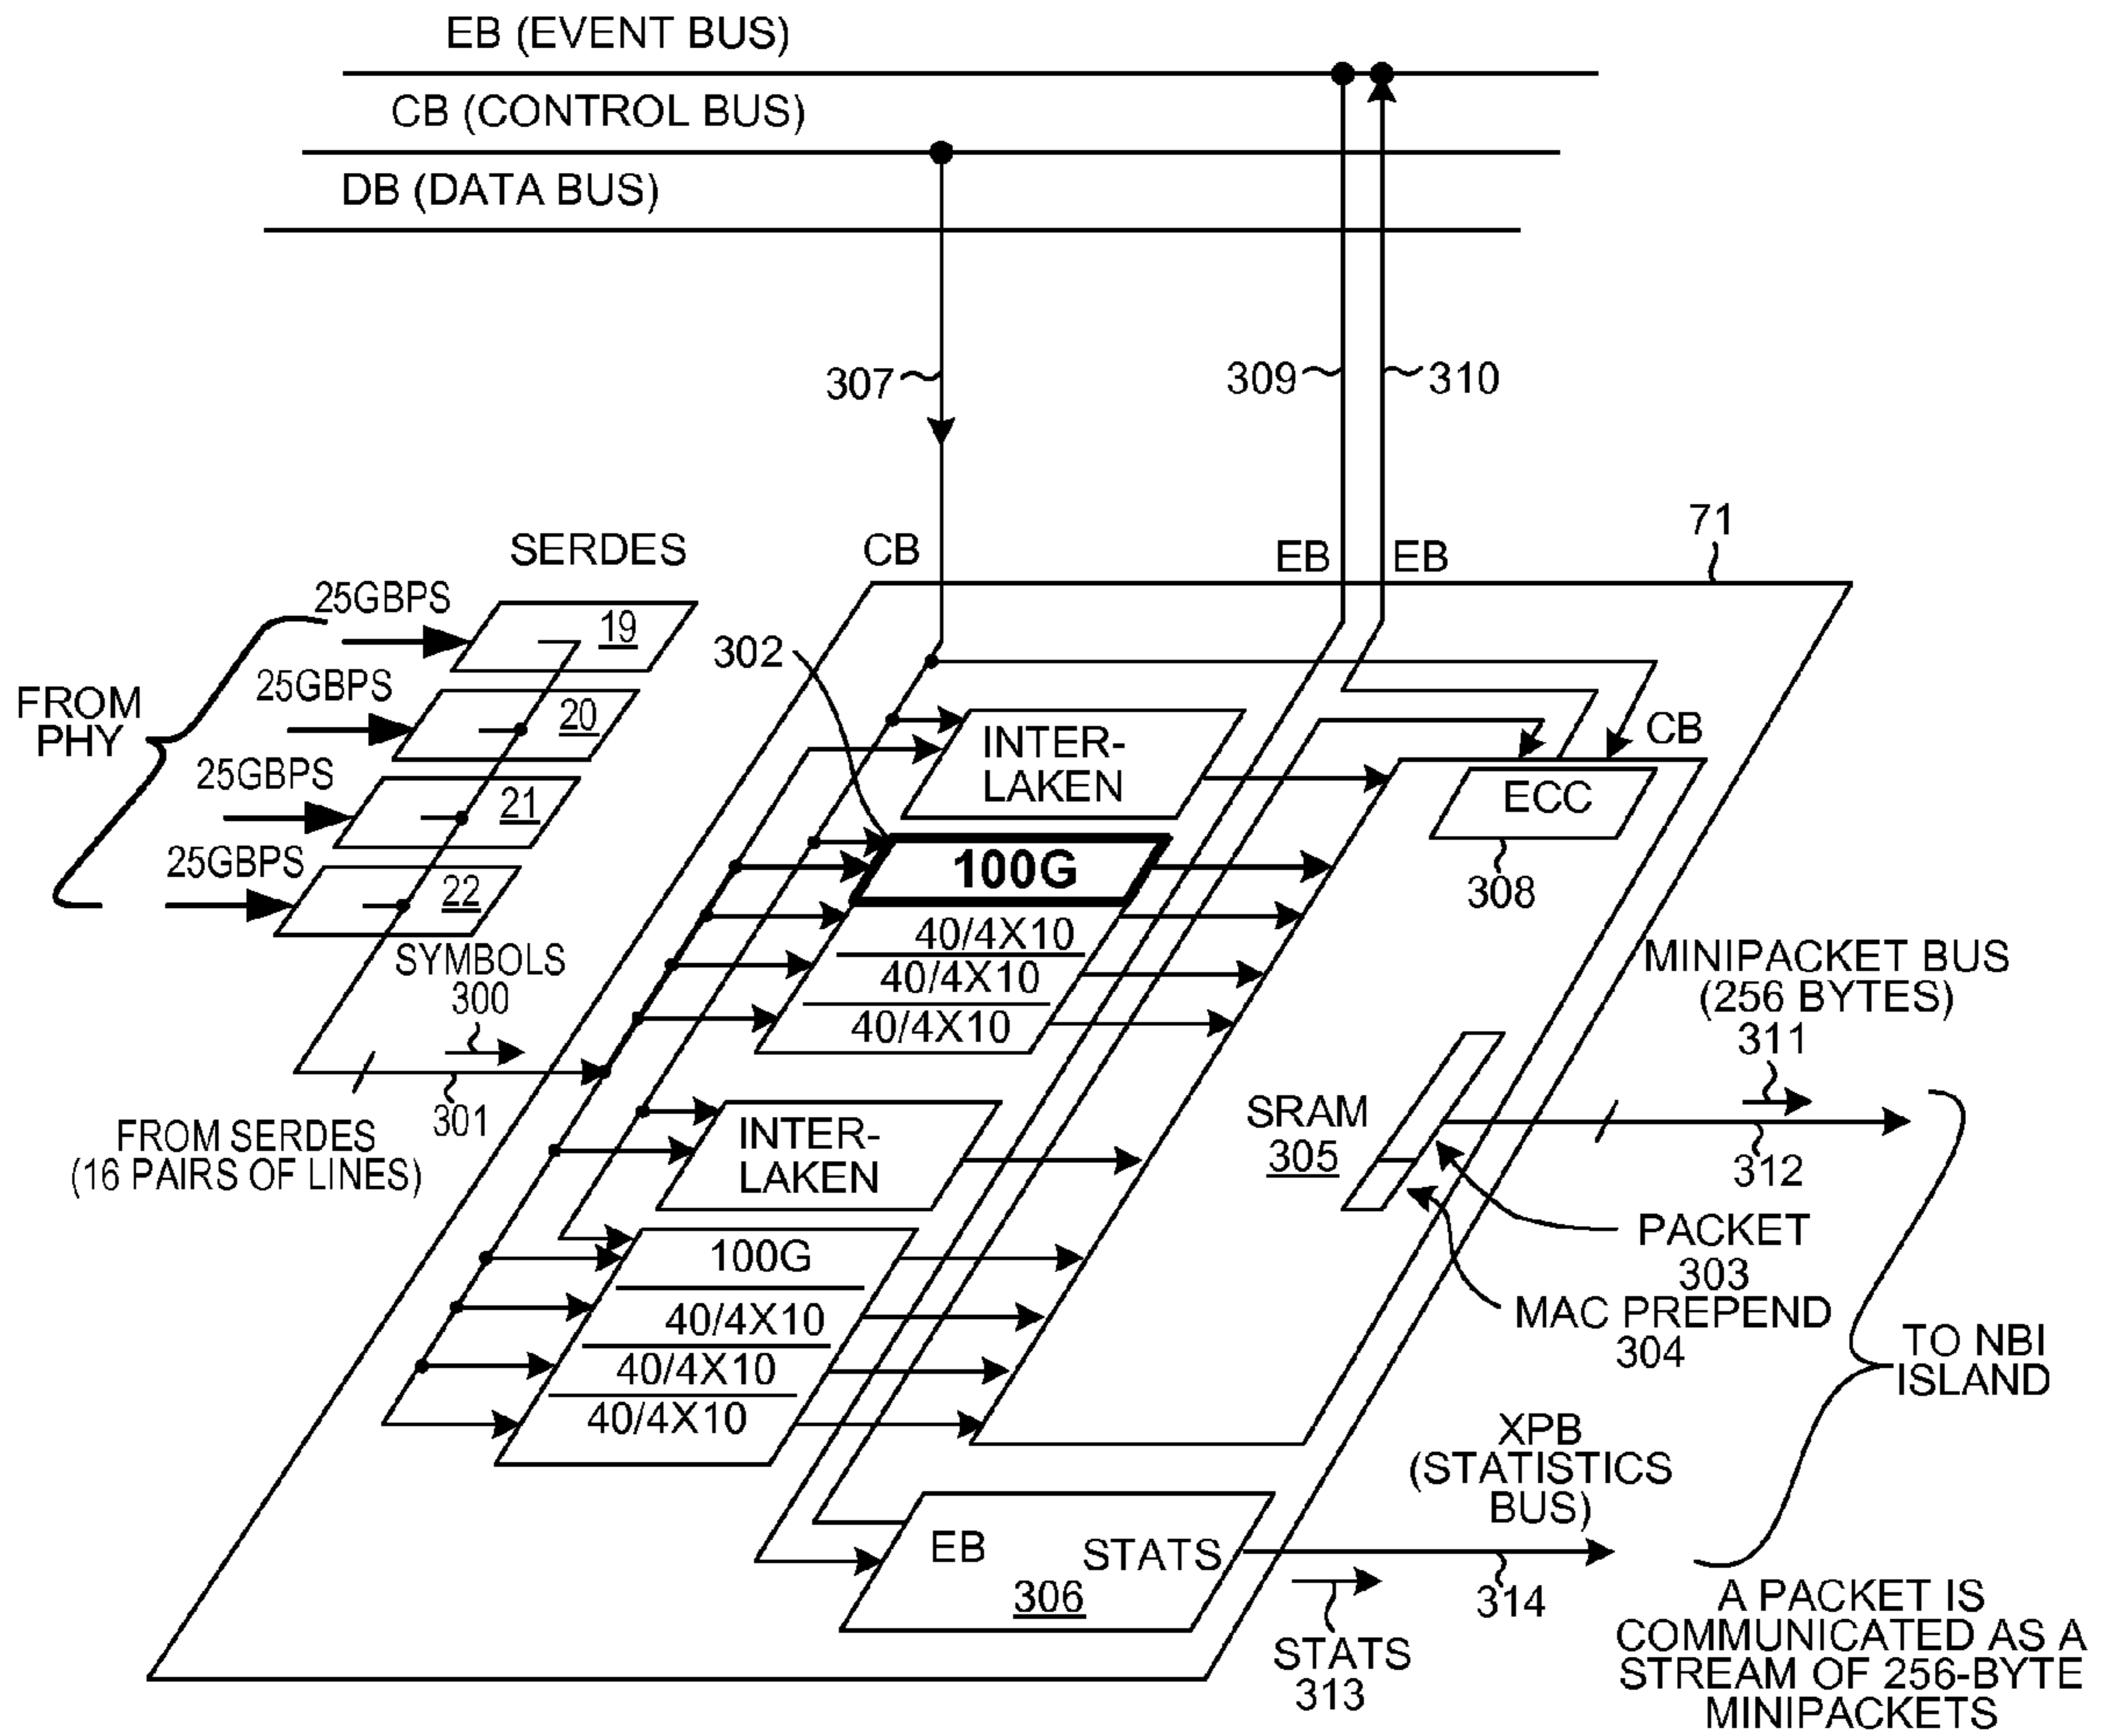 EB (EVENT BUS)
CB (CONTROL BUS)
DB (DATA BUS)
307
309
310
71
SERDES
CB
EB
EB
25GBPS
19
302
25GBPS
20
FROM
PHY
CB
INTER-
LAKEN
25GBPS
21
ECC
25GBPS
22
100G
308
40/4X10
40/4X10
40/4X10
SYMBOLS
300
MINIPACKET BUS
(256 BYTES)
311
301
FROM SERDES
(16 PAIRS OF LINES)
INTER-
LAKEN
SRAM
305
312
PACKET
303
MAC PREPEND
304
100G
40/4X10
40/4X10
40/4X10
TO NBI
ISLAND
XPB
(STATISTICS
BUS)
EB
STATS
306
314
STATS
313
A PACKET IS
COMMUNICATED AS A
STREAM OF 256-BYTE
MINIPACKETS